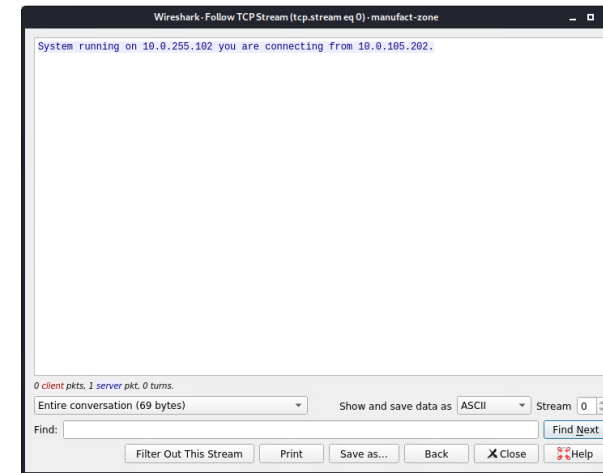 Wireshark · Follow TCP Stream (tcp.stream eq 0) · manufact-zone
System running on 10.0.255.102 you are connecting from 10.0.105.202.
0 client pkts, 1 server pkt, 0 turns.
Entire conversation (69 bytes) Show and save data as ASCII Stream 0
Find: Find Next
Filter Out This Stream Print Save as... Back Close Help